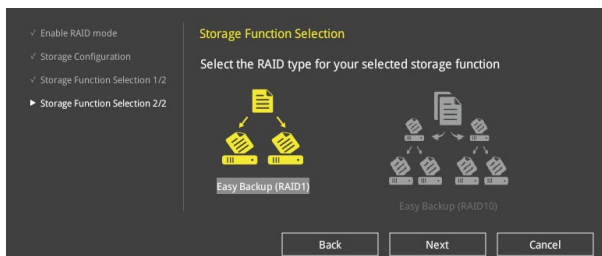 ✓ Enable RAID mode
✓ Storage Configuration
✓ Storage Function Selection 1/2
▶ Storage Function Selection 2/2
Storage Function Selection
Select the RAID type for your selected storage function
Easy Backup (RAID1)
Easy Backup (RAID10)
Back
Next
Cancel